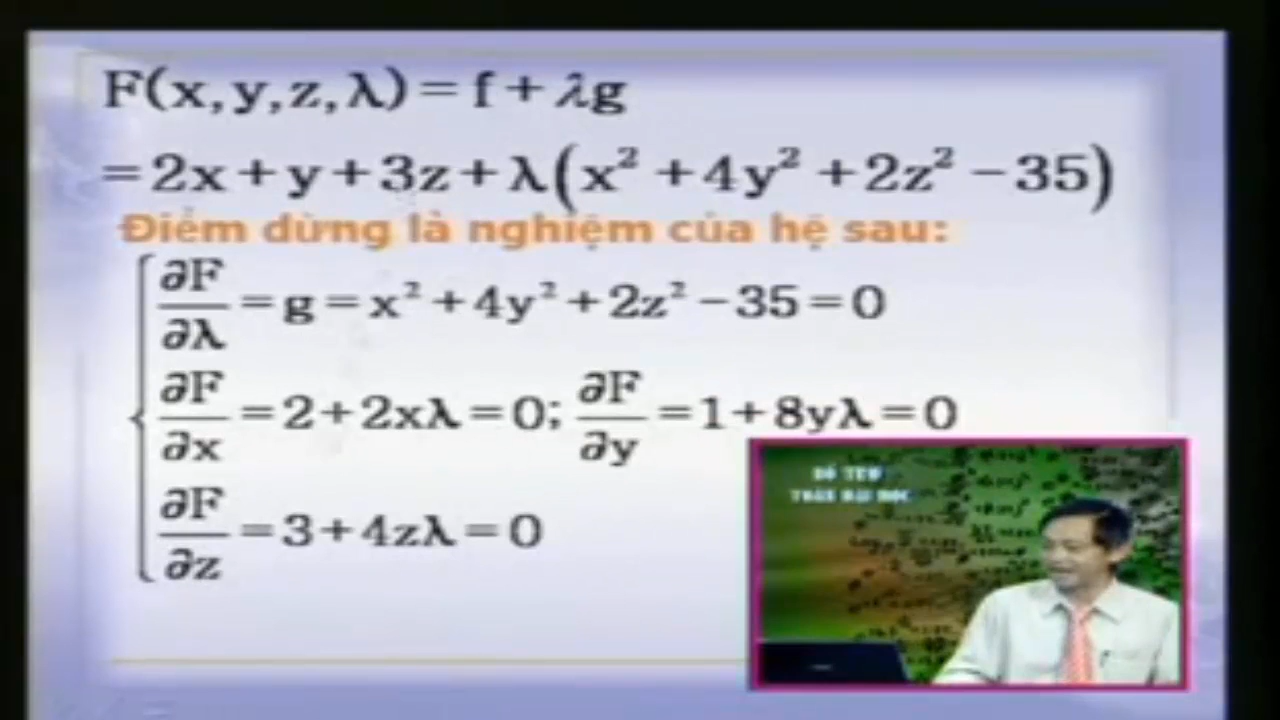 F(x,y,z,λ)=f+λg
=2x+y+3z+λ(x²+4y²+2z²−35)
Điểm dừng là nghiệm của hệ sau:
∂F/∂λ=g=x²+4y²+2z²−35=0
∂F/∂x=2+2xλ=0; ∂F/∂y=1+8yλ=0
∂F/∂z=3+4zλ=0